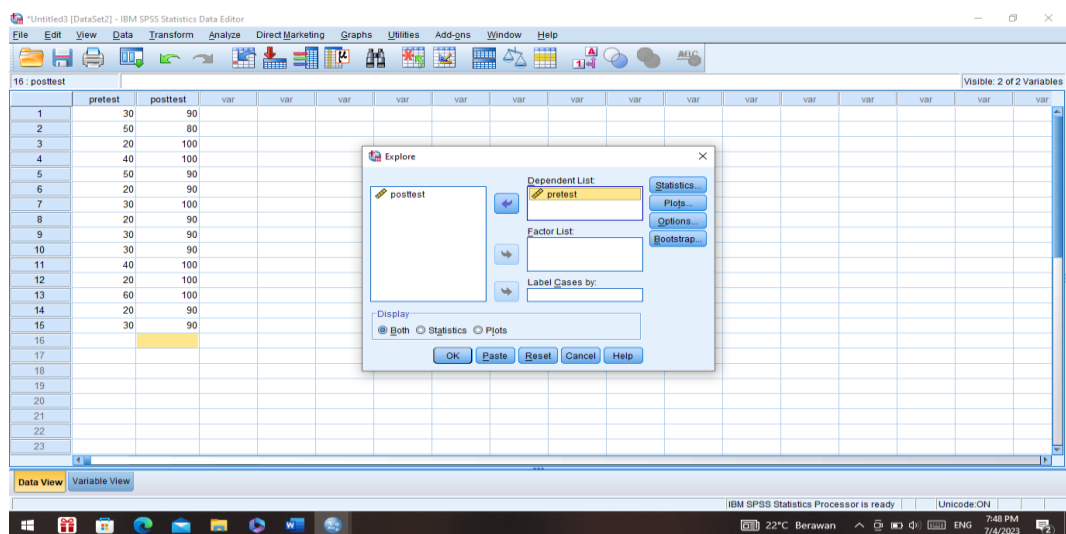 *Untitled3 [DataSet2] - IBM SPSS Statistics Data Editor
File Edit View Data Transform Analyze Direct Marketing Graphs Utilities Add-ons Window Help
16 : posttest
Visible: 2 of 2 Variables
pretest posttest var var var var var var var var var var var var var var
1 30 90
2 50 80
3 20 100
4 40 100
5 50 90
6 20 90
7 30 100
8 20 90
9 30 90
10 30 90
11 40 100
12 20 100
13 60 100
14 20 90
15 30 90
16
17
18
19
20
21
22
23
Explore
Dependent List:
posttest
pretest
Statistics...
Plots...
Options...
Bootstrap...
Factor List:
Label Cases by:
Display
Both Statistics Plots
OK Paste Reset Cancel Help
Data View Variable View
IBM SPSS Statistics Processor is ready Unicode:ON
22°C Berawan ENG 7:48 PM
7/4/2023